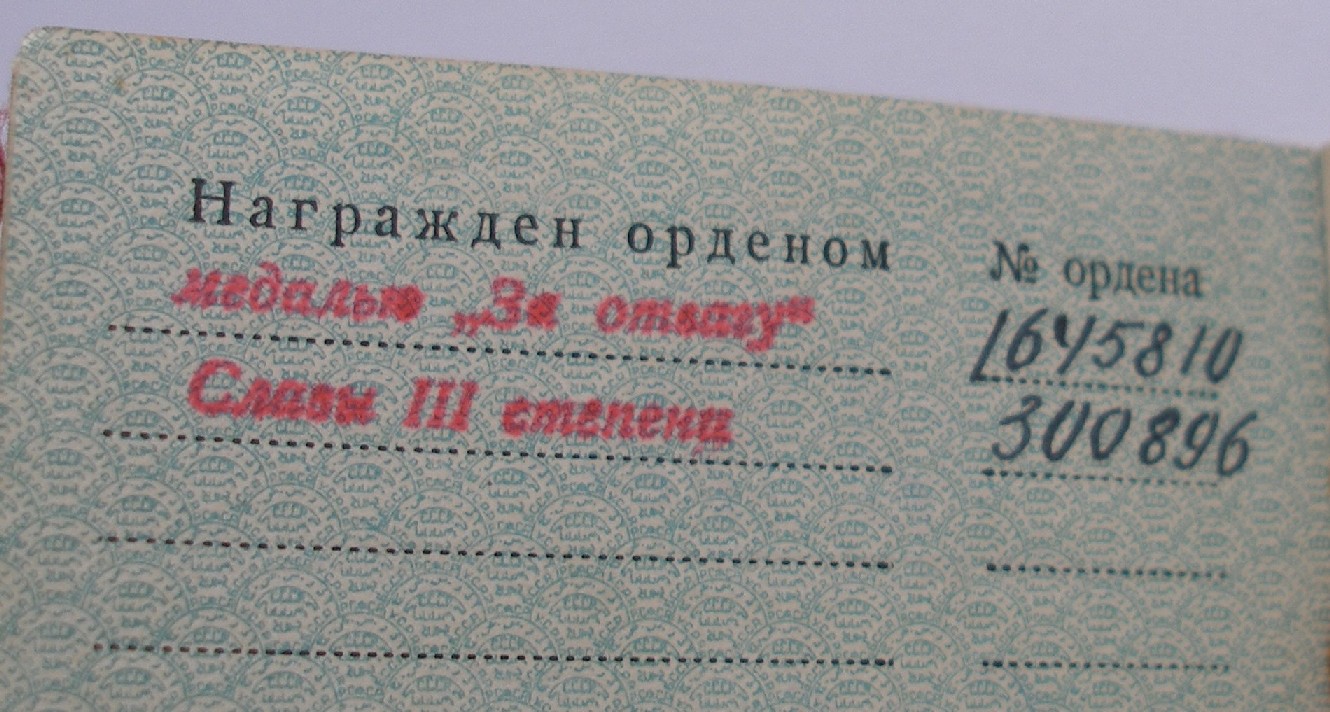 Награжден орденом № ордена
медалью „За отвагу“ 1645810
Славы III степени 300896